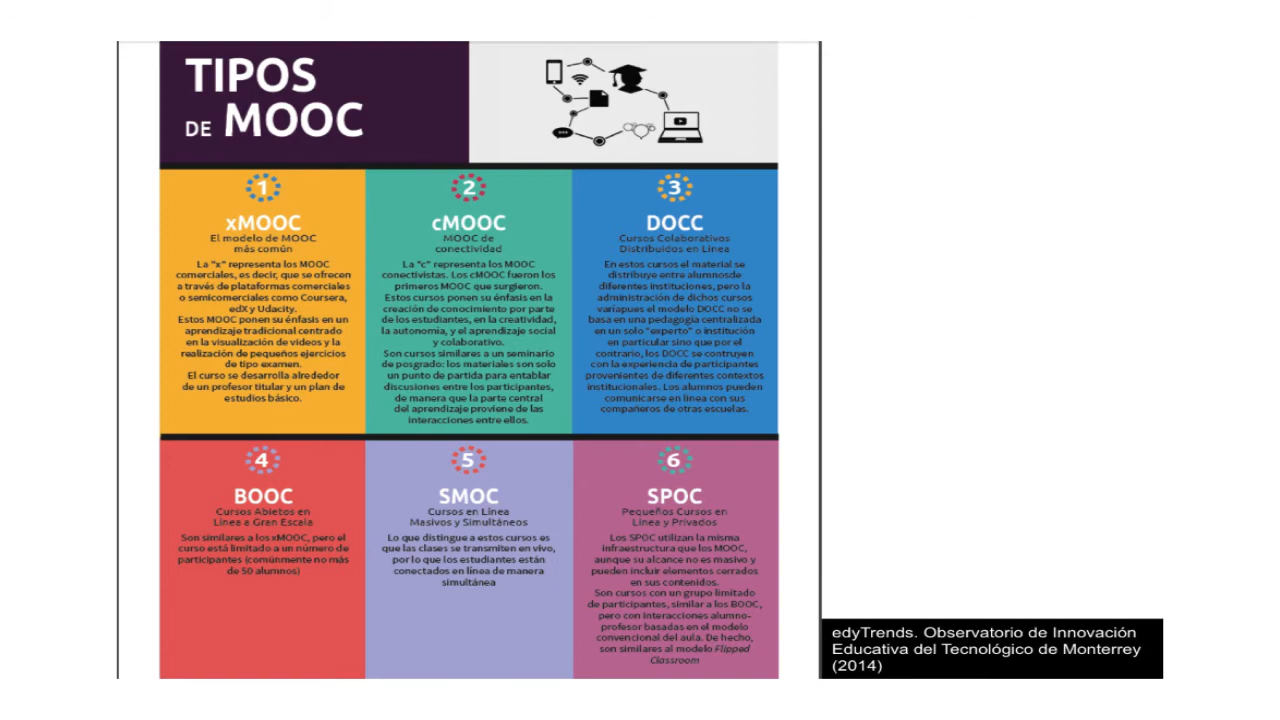 TIPOS
DE MOOC
1
xMOOC
El modelo de MOOC
más común
La "x" representa los MOOC
comerciales, es decir, que se ofrecen
a través de plataformas comerciales
o semicomerciales como Coursera,
edX y Udacity.
Estos MOOC ponen su énfasis en un
aprendizaje tradicional centrado
en la visualización de videos y la
realización de pequeños ejercicios
de tipo examen.
El curso se desarrolla alrededor
de un profesor titular y un plan de
estudios básico.
2
cMOOC
MOOC de
conectividad
La "c" representa los MOOC
conectivistas. Los cMOOC fueron los
primeros MOOC que surgieron.
Estos cursos ponen su énfasis en la
creación de conocimiento por parte
de los estudiantes, en la creatividad,
la autonomía, y el aprendizaje social
y colaborativo.
Son cursos similares a un seminario
de posgrado: los materiales son solo
un punto de partida para entablar
discusiones entre los participantes,
de manera que la parte central
del aprendizaje proviene de las
interacciones entre ellos.
3
DOCC
Cursos Colaborativos
Distribuidos en Línea
En estos cursos el material se
distribuye entre alumnosde
diferentes instituciones, pero la
administración de dichos cursos
variapues el modelo DOCC no se
basa en una pedagogía centralizada
en un solo "experto" o institución
en particular sino que por el
contrario, los DOCC se contruyen
con la experiencia de participantes
provenientes de diferentes contextos
institucionales. Los alumnos pueden
comunicarse en línea con sus
compañeros de otras escuelas.
4
BOOC
Cursos Abietos en
Línea a Gran Escala
Son similares a los xMOOC, pero el
curso está limitado a un número de
participantes (comúnmente no más
de 50 alumnos)
5
SMOC
Cursos en Línea
Masivos y Simultáneos
Lo que distingue a estos cursos es
que las clases se transmiten en vivo,
por lo que los estudiantes están
conectados en línea de manera
simultánea
6
SPOC
Pequeños Cursos en
Línea y Privados
Los SPOC utilizan la misma
infraestructura que los MOOC,
aunque su alcance no es masivo y
pueden incluir elementos cerrados
en sus contenidos.
Son cursos con un grupo limitado
de participantes, similar a los BOOC,
pero con interacciones alumno-
profesor basadas en el modelo
convencional del aula. De hecho,
son similares al modelo Flipped
Classroom
edyTrends. Observatorio de Innovación
Educativa del Tecnológico de Monterrey
(2014)